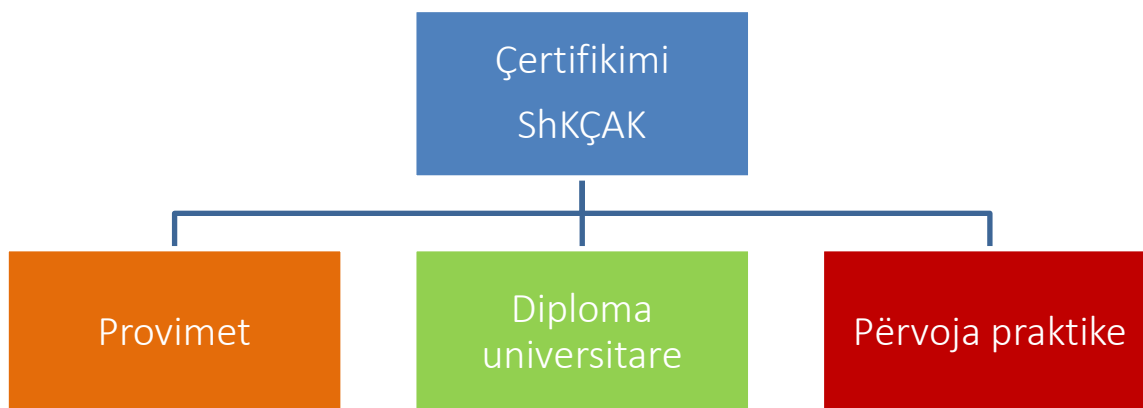 Çertifikimi
ShKÇAK
Provimet
Diploma
universitare
Përvoja praktike